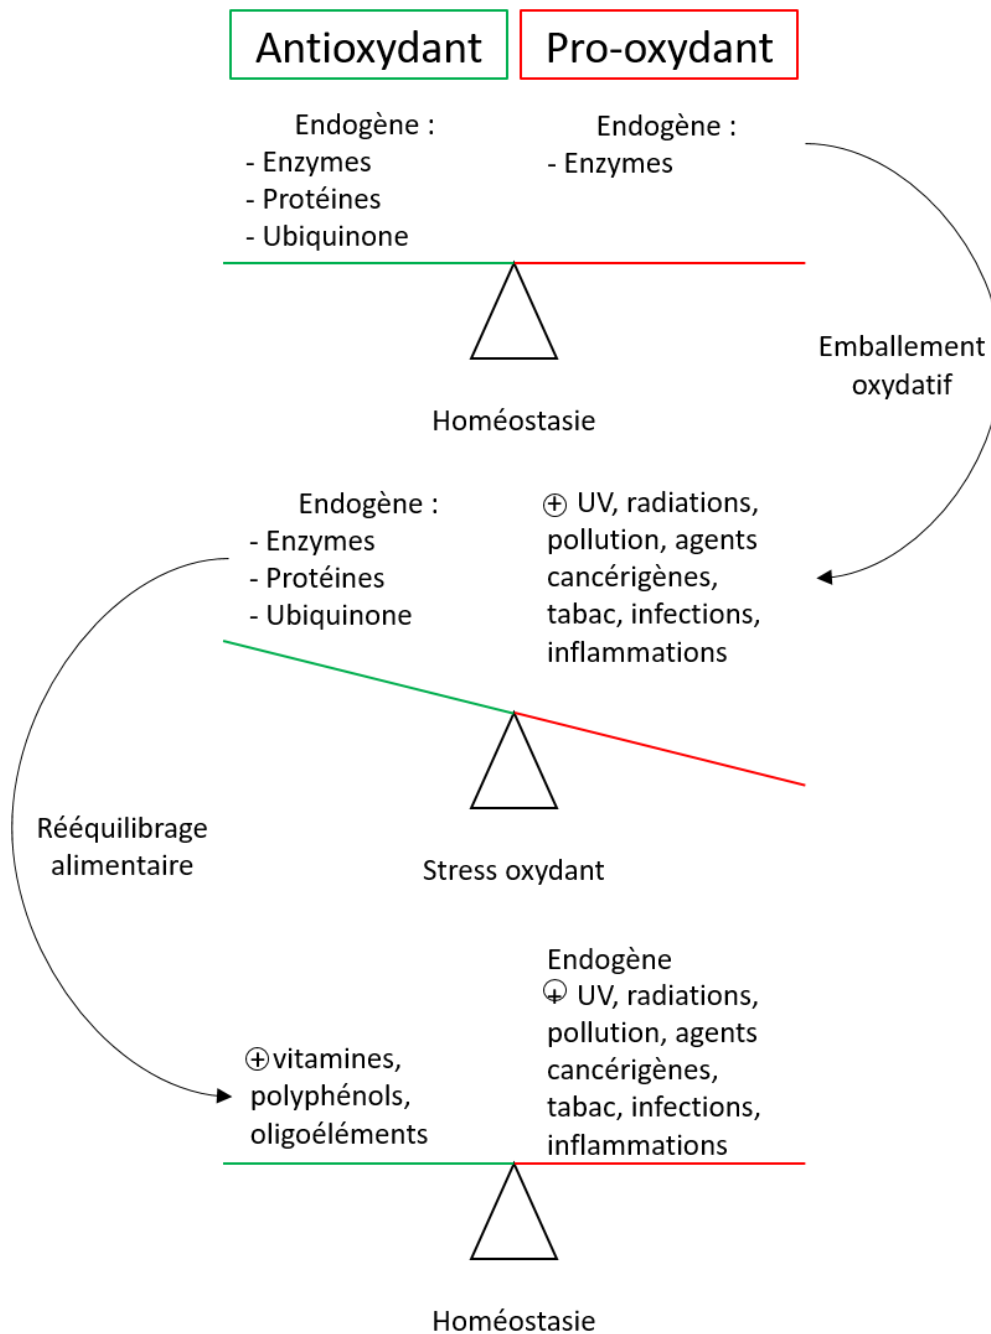 Antioxydant
Pro-oxydant
Endogène :
- Enzymes
- Protéines
- Ubiquinone
Endogène :
- Enzymes
Emballement
oxydatif
Homéostasie
Endogène :
- Enzymes
- Protéines
- Ubiquinone
⊕ UV, radiations,
pollution, agents
cancérigènes,
tabac, infections,
inflammations
Rééquilibrage
alimentaire
Stress oxydant
⊕ vitamines,
polyphénols,
oligoéléments
Endogène
⊕ UV, radiations,
pollution, agents
cancérigènes,
tabac, infections,
inflammations
Homéostasie